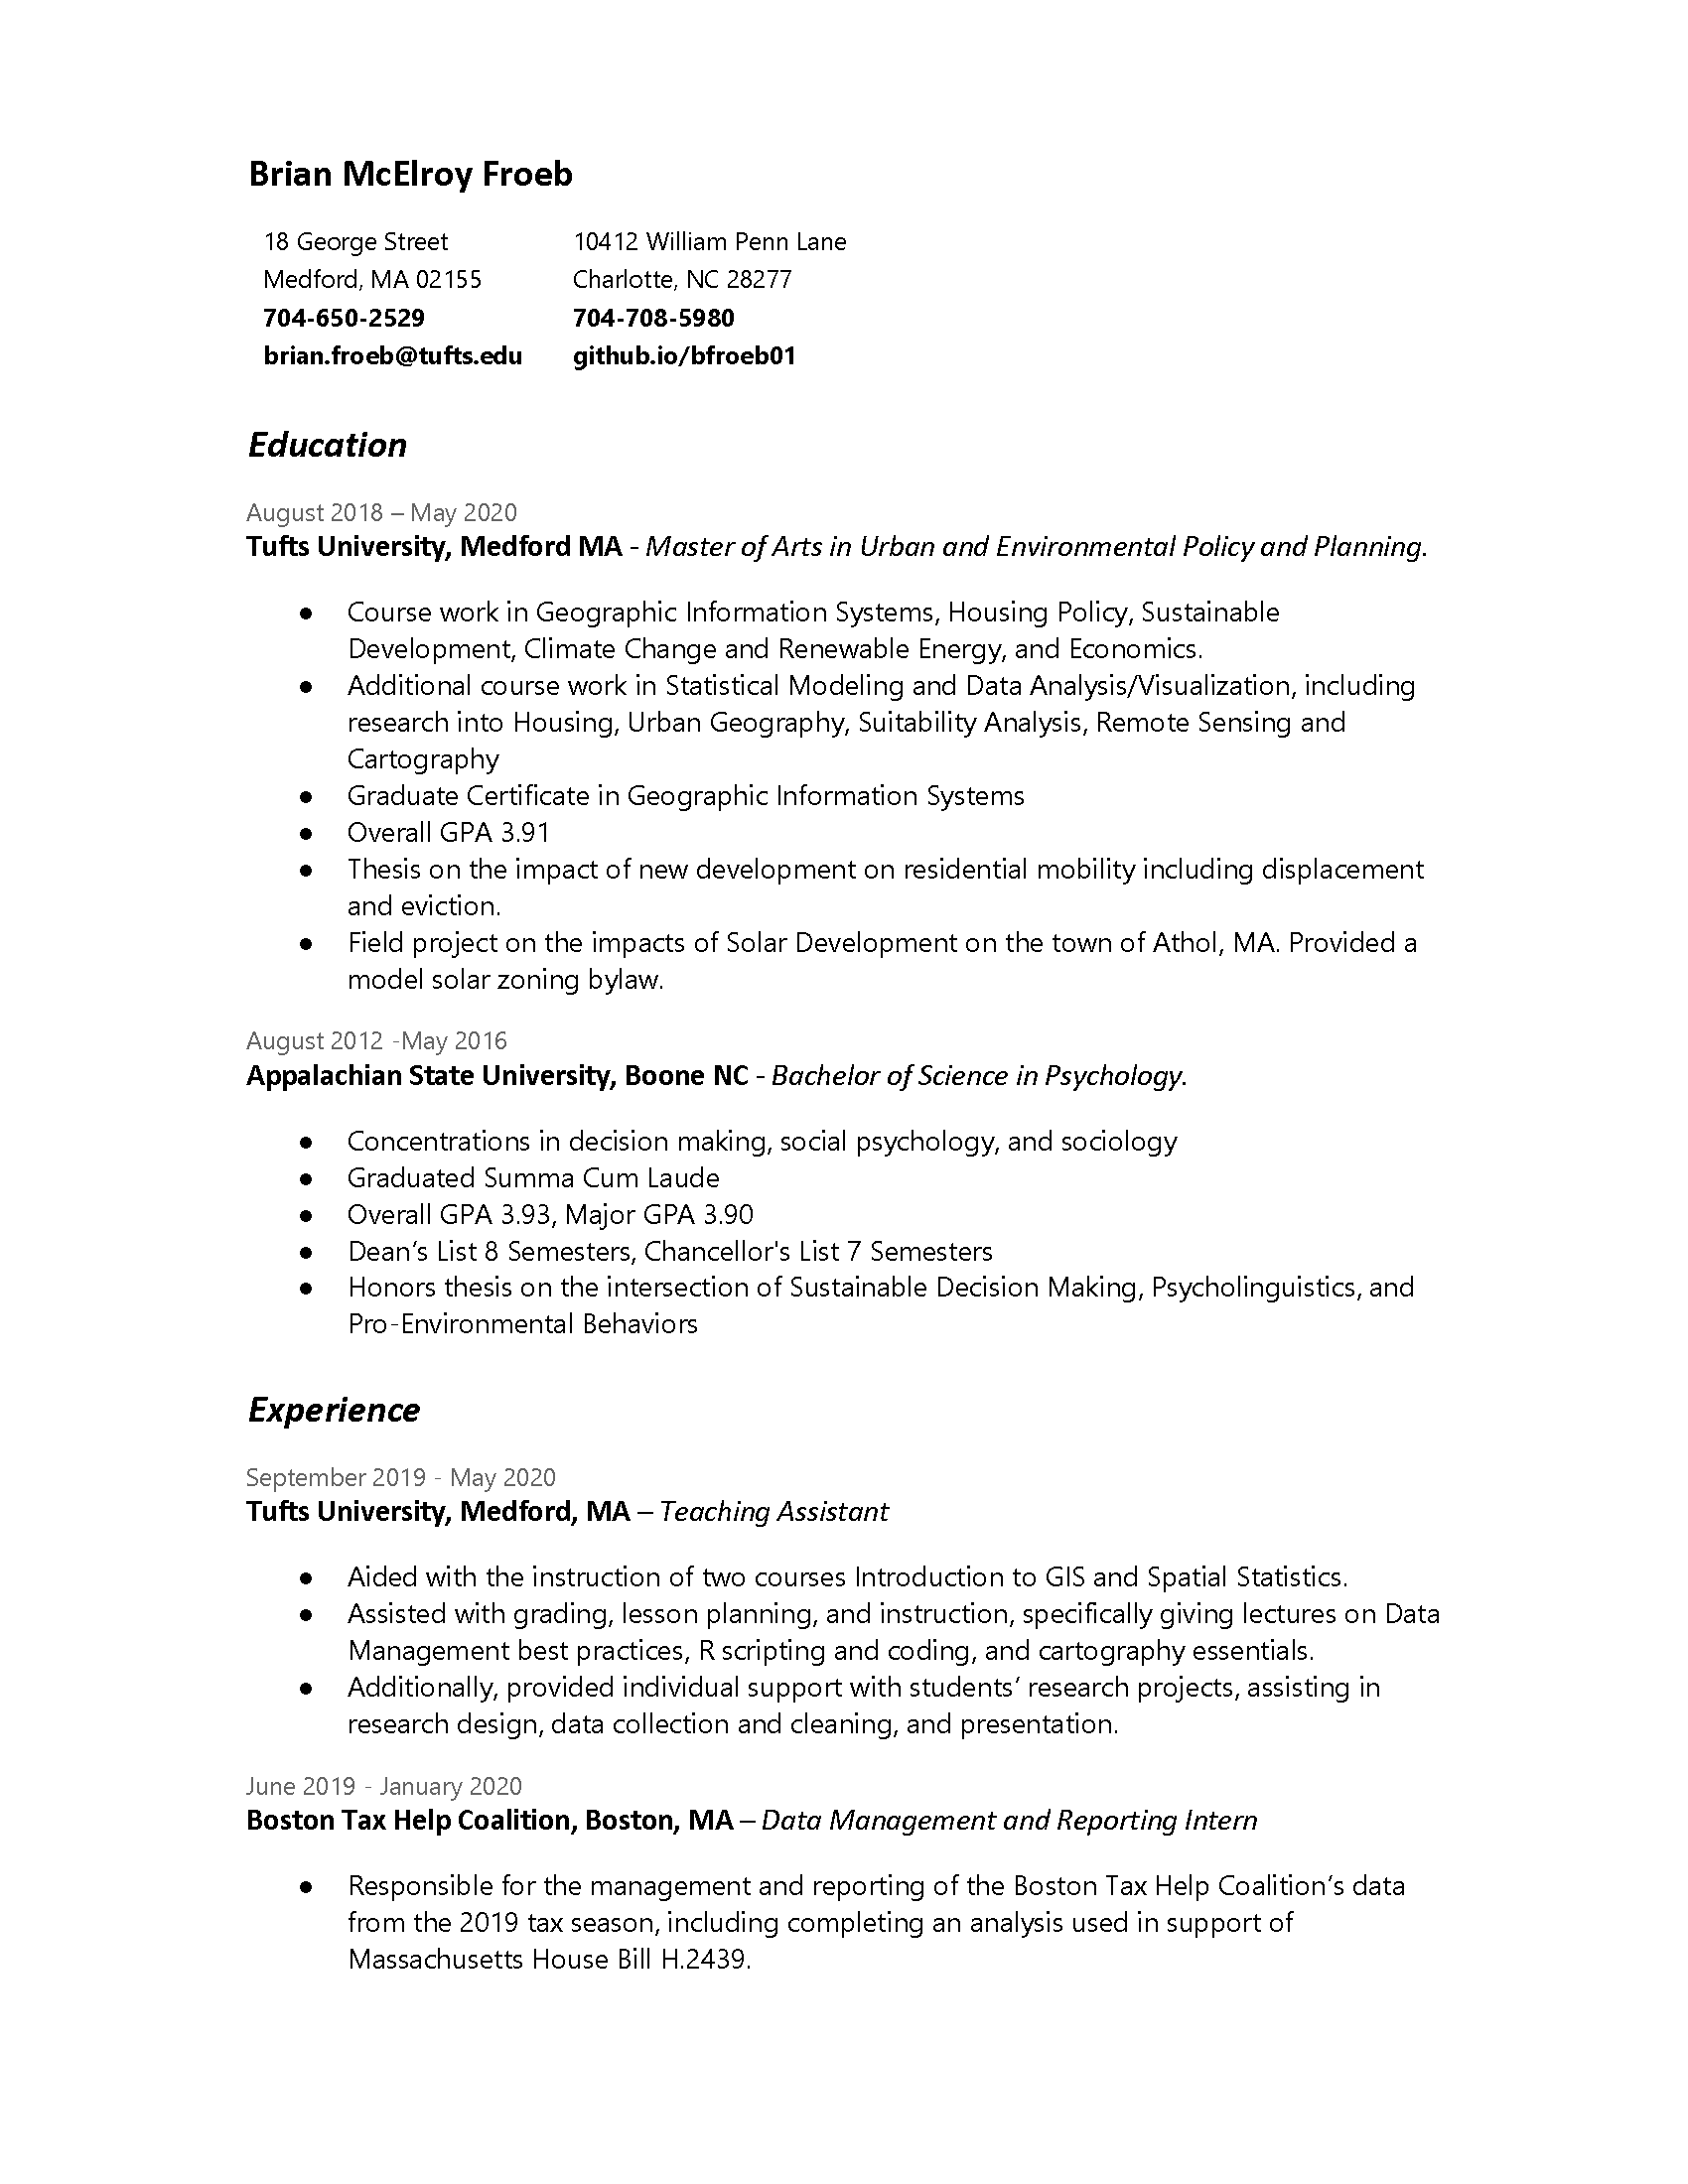 Brian McElroy Froeb
18 George Street
Medford, MA 02155
704-650-2529
brian.froeb@tufts.edu
10412 William Penn Lane
Charlotte, NC 28277
704-708-5980
github.io/bfroeb01
Education
August 2018 – May 2020
Tufts University, Medford MA - Master of Arts in Urban and Environmental Policy and Planning.
● Course work in Geographic Information Systems, Housing Policy, Sustainable
Development, Climate Change and Renewable Energy, and Economics.
● Additional course work in Statistical Modeling and Data Analysis/Visualization, including
research into Housing, Urban Geography, Suitability Analysis, Remote Sensing and
Cartography
● Graduate Certificate in Geographic Information Systems
● Overall GPA 3.91
● Thesis on the impact of new development on residential mobility including displacement
and eviction.
● Field project on the impacts of Solar Development on the town of Athol, MA. Provided a
model solar zoning bylaw.
August 2012 -May 2016
Appalachian State University, Boone NC - Bachelor of Science in Psychology.
● Concentrations in decision making, social psychology, and sociology
● Graduated Summa Cum Laude
● Overall GPA 3.93, Major GPA 3.90
● Dean’s List 8 Semesters, Chancellor's List 7 Semesters
● Honors thesis on the intersection of Sustainable Decision Making, Psycholinguistics, and
Pro-Environmental Behaviors
Experience
September 2019 - May 2020
Tufts University, Medford, MA – Teaching Assistant
● Aided with the instruction of two courses Introduction to GIS and Spatial Statistics.
● Assisted with grading, lesson planning, and instruction, specifically giving lectures on Data
Management best practices, R scripting and coding, and cartography essentials.
● Additionally, provided individual support with students’ research projects, assisting in
research design, data collection and cleaning, and presentation.
June 2019 - January 2020
Boston Tax Help Coalition, Boston, MA – Data Management and Reporting Intern
● Responsible for the management and reporting of the Boston Tax Help Coalition’s data
from the 2019 tax season, including completing an analysis used in support of
Massachusetts House Bill H.2439.